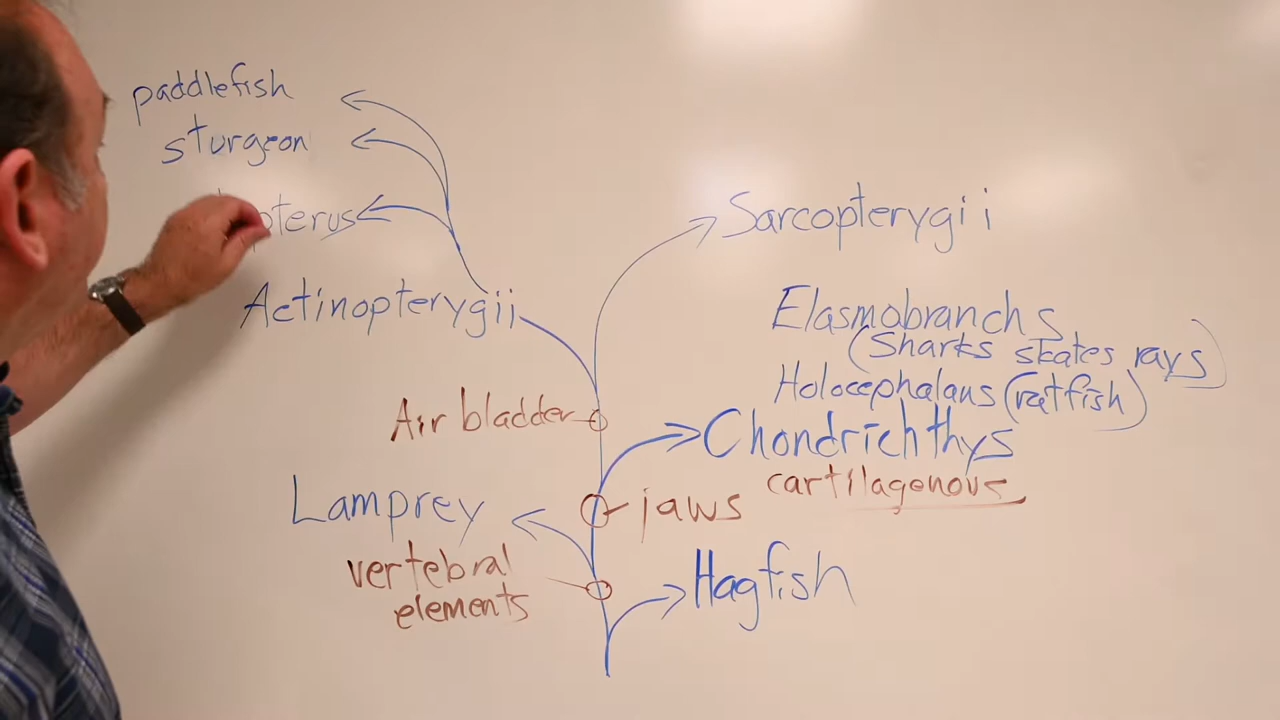 paddlefish
sturgeon
pterus
Sarcopterygii
Actinopterygii
Elasmobranchs
(Sharks skates rays)
Holocephalans (ratfish)
Air bladder
Chondrichthys
cartilagenous
Lamprey
jaws
vertebral
elements
Hagfish